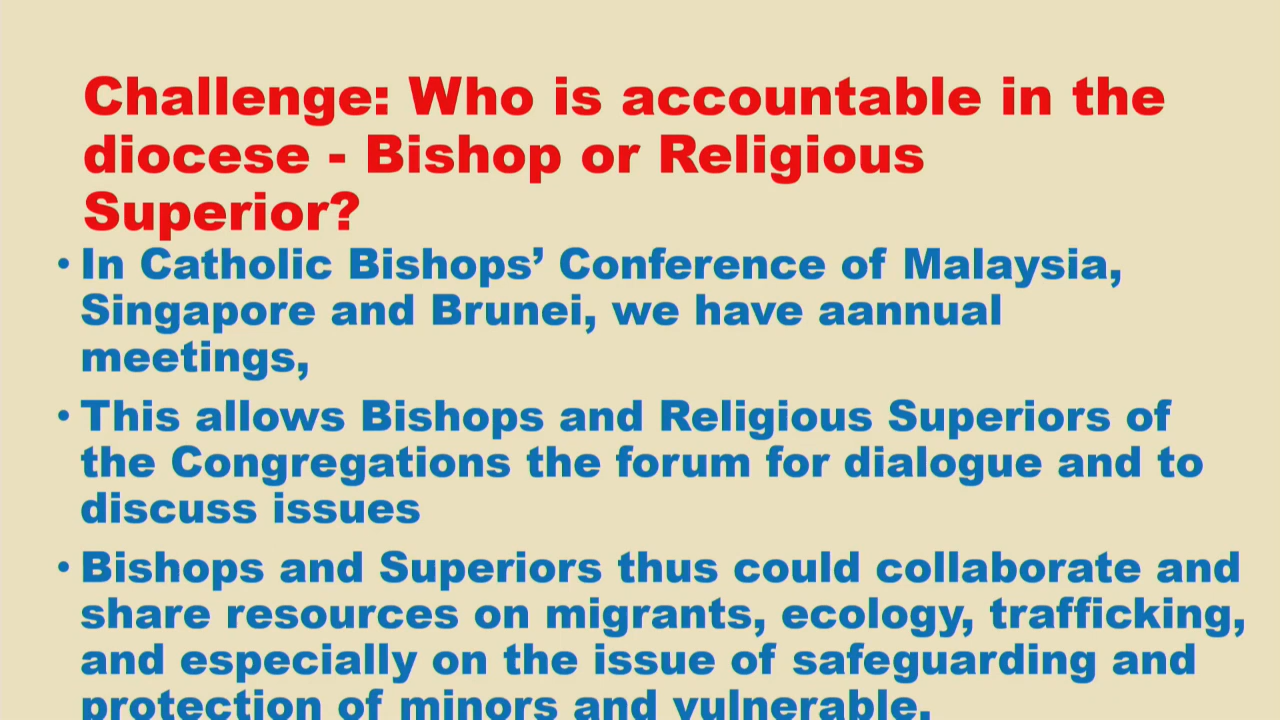 Challenge: Who is accountable in the
diocese - Bishop or Religious
Superior?
• In Catholic Bishops’ Conference of Malaysia,
Singapore and Brunei, we have aannual
meetings,
• This allows Bishops and Religious Superiors of
the Congregations the forum for dialogue and to
discuss issues
• Bishops and Superiors thus could collaborate and
share resources on migrants, ecology, trafficking,
and especially on the issue of safeguarding and
protection of minors and vulnerable.